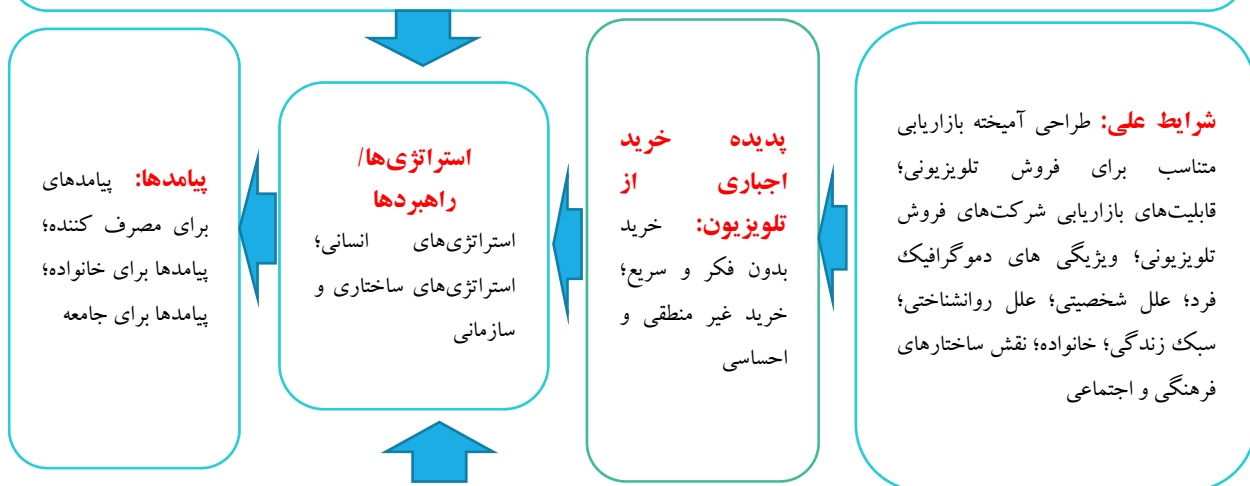 شرایط علی: طراحی آمیخته بازاریابی
متناسب برای فروش تلویزیونی؛
قابلیت‌های بازاریابی شرکت‌های فروش
تلویزیونی؛ ویژگی های دموگرافیک
فرد؛ علل شخصیتی؛ علل روانشناختی؛
سبک زندگی؛ خانواده؛ نقش ساختارهای
فرهنگی و اجتماعی
پدیده خرید
اجباری از
تلویزیون: خرید
بدون فکر و سریع؛
خرید غیر منطقی و
احساسی
استراتژی‌ها/
راهبردها
استراتژی‌های انسانی؛
استراتژی‌های ساختاری و
سازمانی
پیامدها: پیامدهای
برای مصرف کننده؛
پیامدها برای خانواده؛
پیامدها برای جامعه